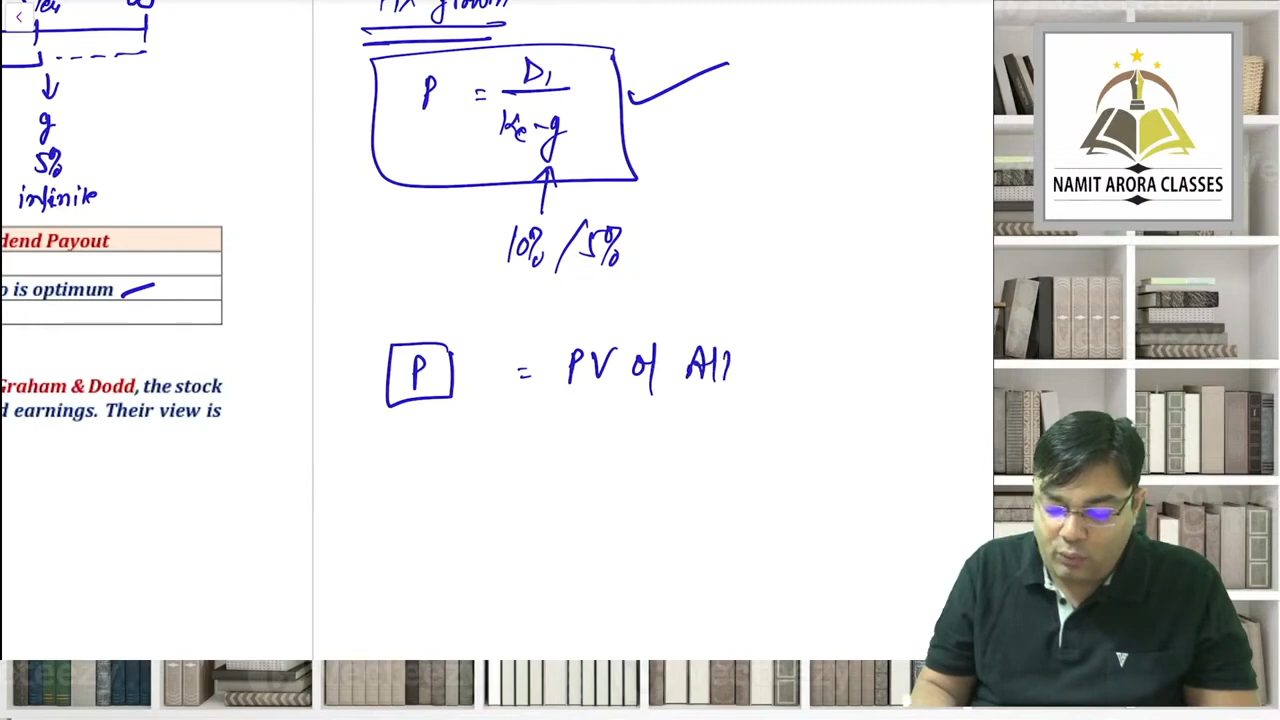 g
5%
infinite
dend Payout
o is optimum
Graham & Dodd, the stock
d earnings. Their view is
growth
P = D₁
Ke - g
10% / 5%
P = PV of All
NAMIT ARORA CLASSES